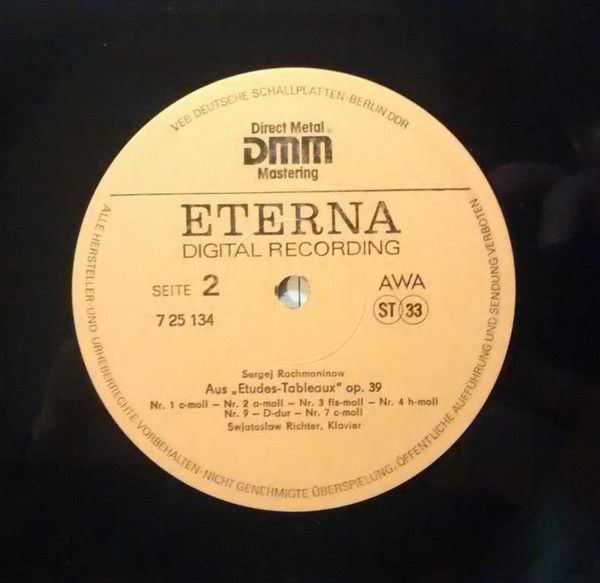 VEB DEUTSCHE SCHALLPLATTEN BERLIN DDR
Direct Metal
DMM
Mastering
ETERNA
DIGITAL RECORDING
SEITE 2
AWA
7 25 134
ST 33
Sergej Rachmaninow
Aus „Etudes-Tableaux" op. 39
Nr. 1 c-moll – Nr. 2 a-moll – Nr. 3 fis-moll – Nr. 4 h-moll
Nr. 9 – D-dur – Nr. 7 c-moll
Swjatoslaw Richter, Klavier
ALLE HERSTELLER UND URHEBERRECHTE VORBEHALTEN · NICHT GENEHMIGTE ÜBERSPIELUNG, ÖFFENTLICHE AUFFÜHRUNG UND SENDUNG VERBOTEN